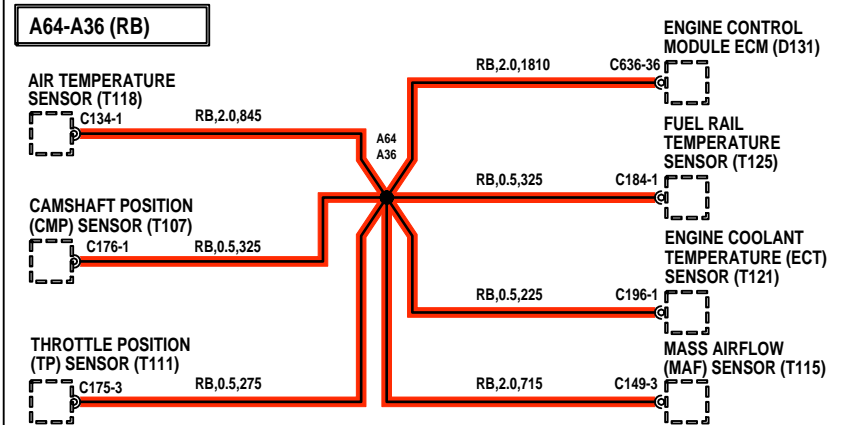 A64-A36 (RB)
AIR TEMPERATURE
SENSOR (T118)
C134-1
RB,2.0,845
CAMSHAFT POSITION
(CMP) SENSOR (T107)
C176-1
RB,0.5,325
THROTTLE POSITION
(TP) SENSOR (T111)
C175-3
RB,0.5,275
A64
A36
ENGINE CONTROL
MODULE ECM (D131)
RB,2.0,1810
C636-36
FUEL RAIL
TEMPERATURE
SENSOR (T125)
RB,0.5,325
C184-1
ENGINE COOLANT
TEMPERATURE (ECT)
SENSOR (T121)
RB,0.5,225
C196-1
MASS AIRFLOW
(MAF) SENSOR (T115)
RB,2.0,715
C149-3